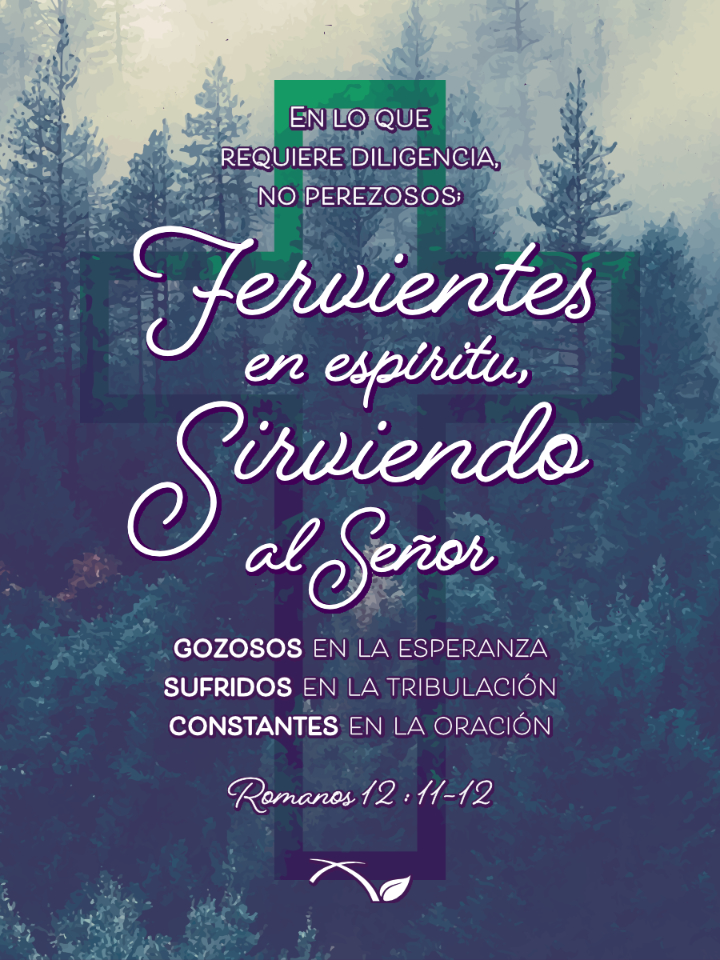 En lo que
requiere diligencia,
no perezosos;
Fervientes
en espíritu,
Sirviendo
al Señor
GOZOSOS EN LA ESPERANZA
SUFRIDOS EN LA TRIBULACIÓN
CONSTANTES EN LA ORACIÓN
Romanos 12:11-12